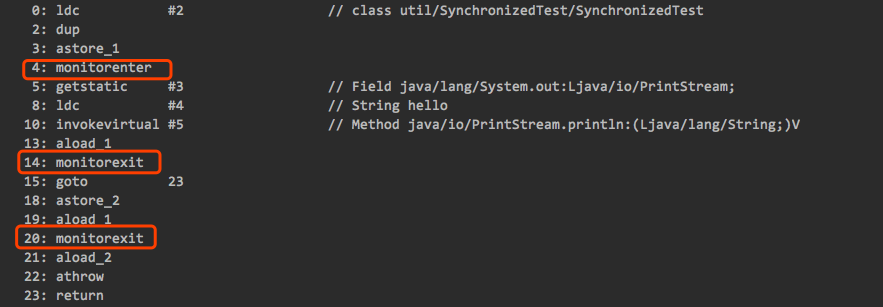 0: ldc #2 // class util/SynchronizedTest/SynchronizedTest
2: dup
3: astore_1
4: monitorenter
5: getstatic #3 // Field java/lang/System.out:Ljava/io/PrintStream;
8: ldc #4 // String hello
10: invokevirtual #5 // Method java/io/PrintStream.println:(Ljava/lang/String;)V
13: aload_1
14: monitorexit
15: goto 23
18: astore_2
19: aload_1
20: monitorexit
21: aload_2
22: athrow
23: return